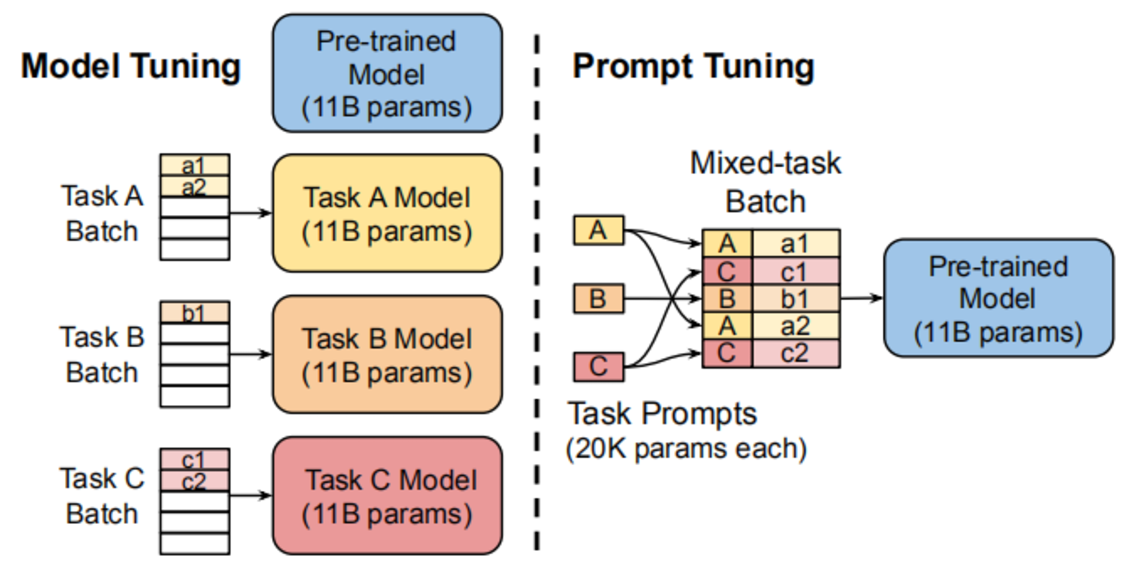 Model Tuning
Pre-trained
Model
(11B params)
Task A
Batch
a1
a2
Task A Model
(11B params)
Task B
Batch
b1
Task B Model
(11B params)
Task C
Batch
c1
c2
Task C Model
(11B params)
Prompt Tuning
Mixed-task
Batch
A
B
C
A a1
C c1
B b1
A a2
C c2
Task Prompts
(20K params each)
Pre-trained
Model
(11B params)